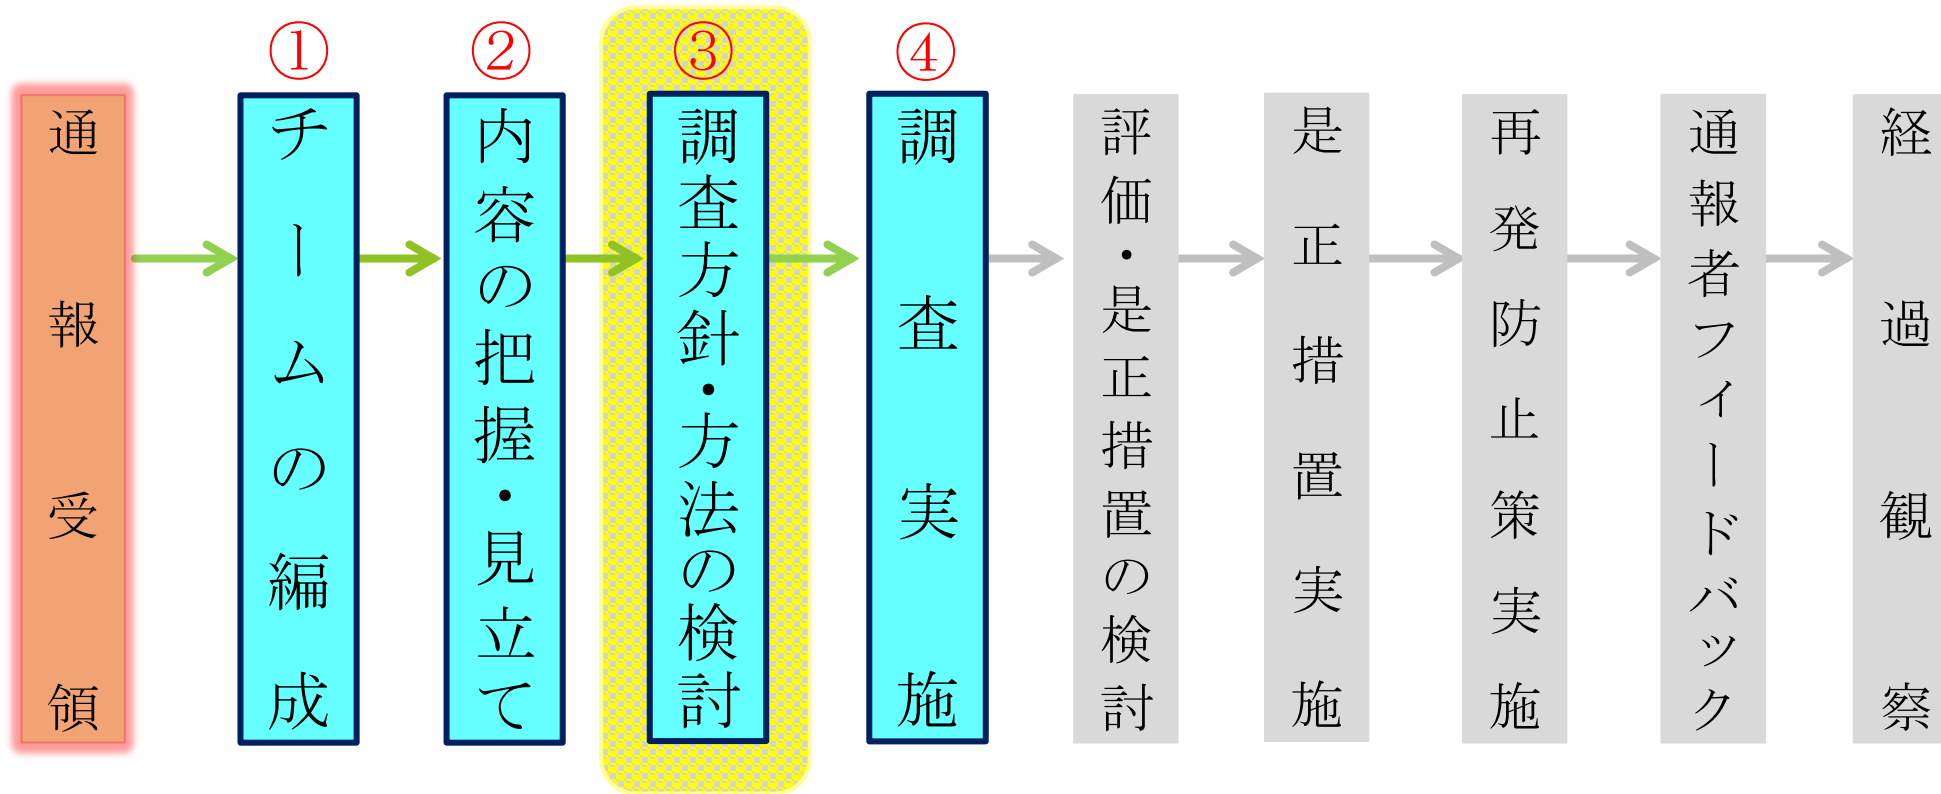 通報受領
①
チームの編成
②
内容の把握・見立て
③
調査方針・方法の検討
④
調査実施
評価・是正措置の検討
是正措置実施
再発防止策実施
通報者フィードバック
経過観察